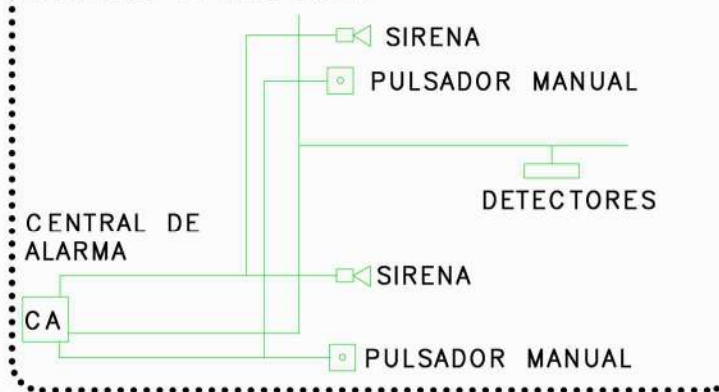 SIRENA
PULSADOR MANUAL
DETECTORES
CENTRAL DE
ALARMA
SIRENA
CA
PULSADOR MANUAL